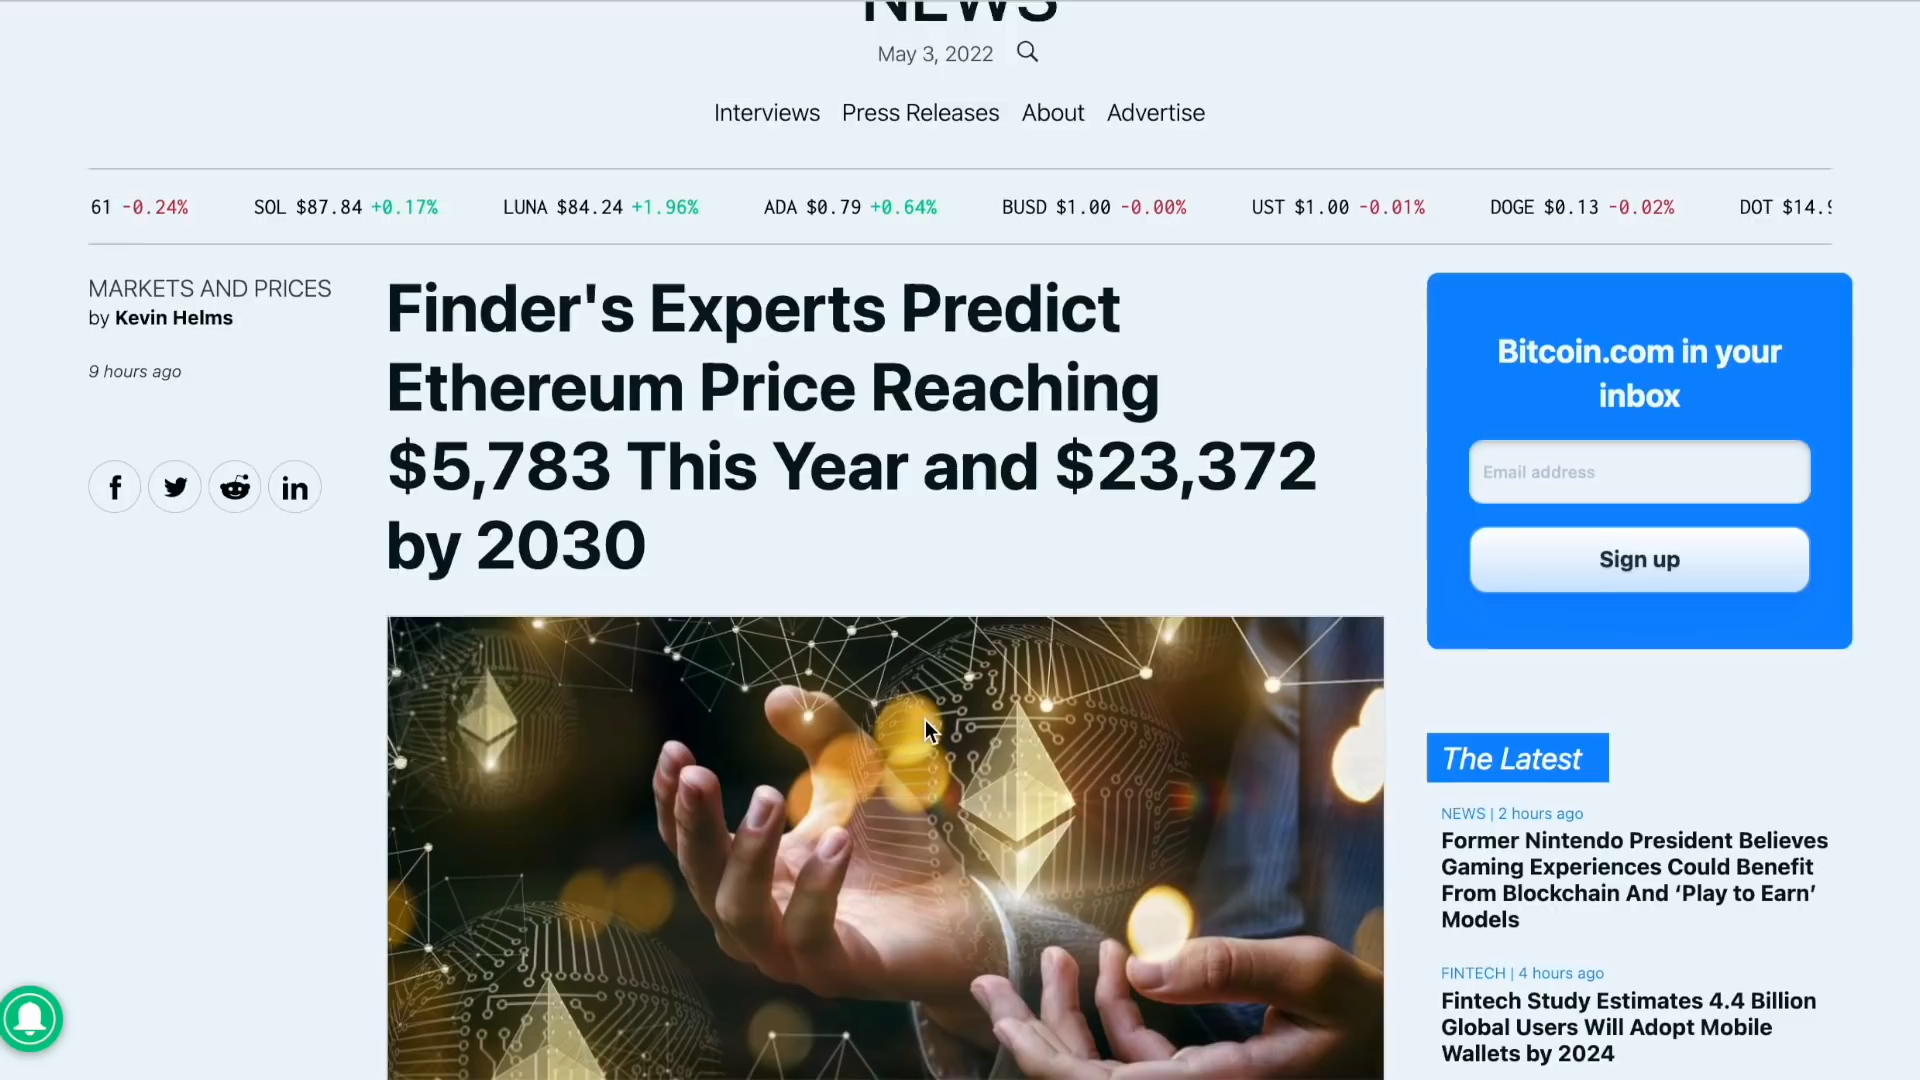 NEWS
May 3, 2022
Interviews Press Releases About Advertise
61 -0.24% SOL $87.84 +0.17% LUNA $84.24 +1.96% ADA $0.79 +0.64% BUSD $1.00 -0.00% UST $1.00 -0.01% DOGE $0.13 -0.02% DOT $14.9
MARKETS AND PRICES
by Kevin Helms
9 hours ago
Finder's Experts Predict
Ethereum Price Reaching
$5,783 This Year and $23,372
by 2030
Bitcoin.com in your
inbox
Email address
Sign up
The Latest
NEWS | 2 hours ago
Former Nintendo President Believes
Gaming Experiences Could Benefit
From Blockchain And ‘Play to Earn’
Models
FINTECH | 4 hours ago
Fintech Study Estimates 4.4 Billion
Global Users Will Adopt Mobile
Wallets by 2024